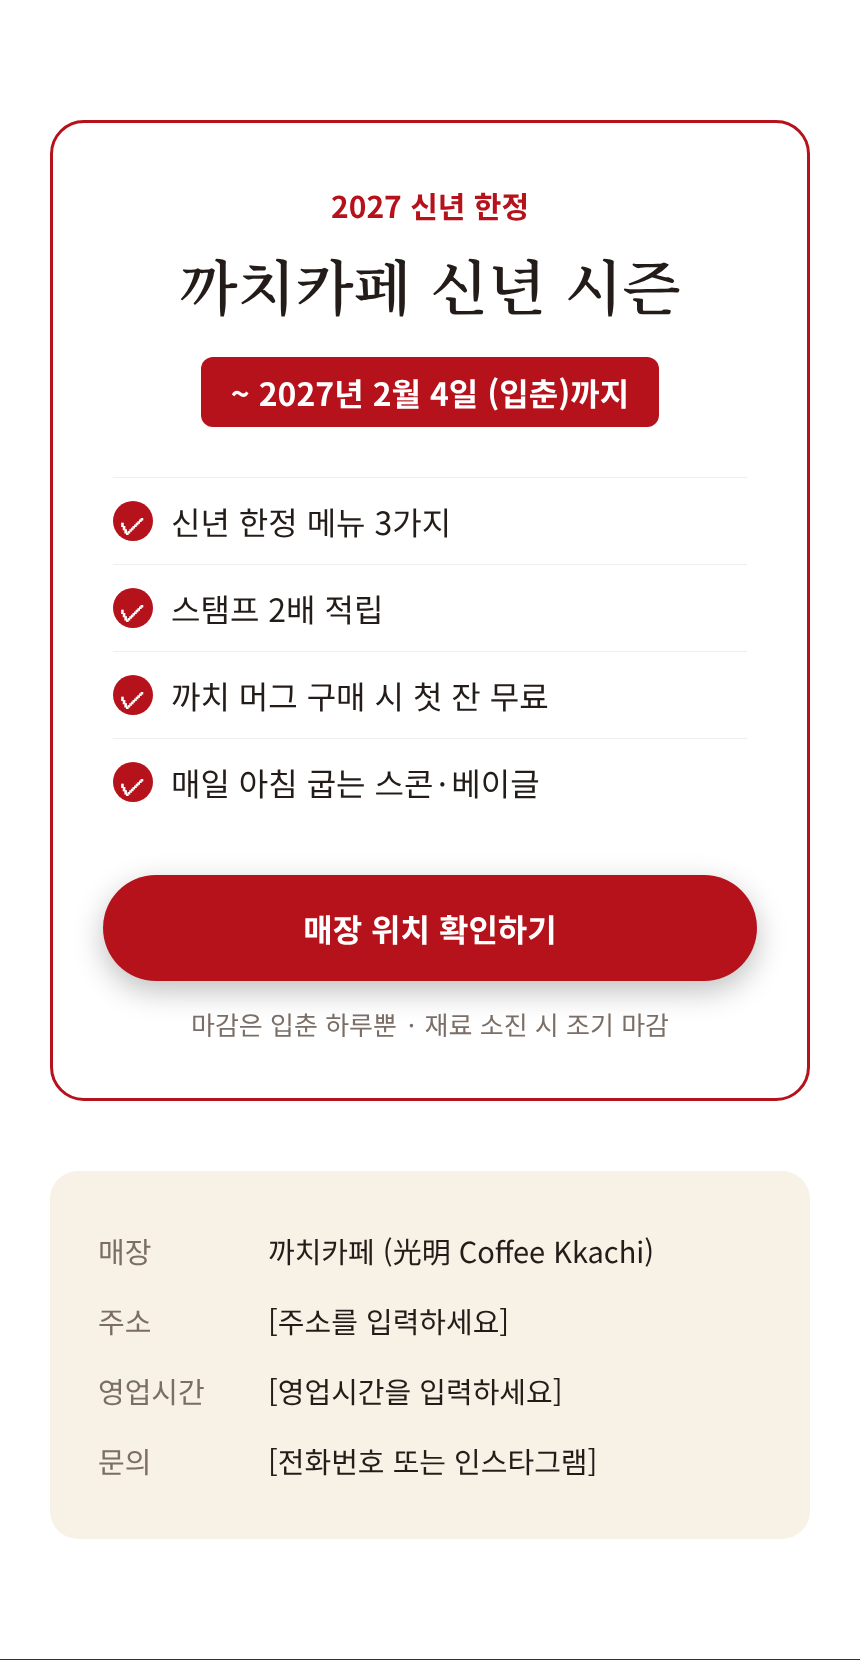 2027 신년 한정
까치카페 신년 시즌
~ 2027년 2월 4일 (입춘)까지
신년 한정 메뉴 3가지
스탬프 2배 적립
까치 머그 구매 시 첫 잔 무료
매일 아침 굽는 스콘·베이글
매장 위치 확인하기
마감은 입춘 하루뿐 · 재료 소진 시 조기 마감
매장 까치카페 (光明 Coffee Kkachi)
주소 [주소를 입력하세요]
영업시간 [영업시간을 입력하세요]
문의 [전화번호 또는 인스타그램]